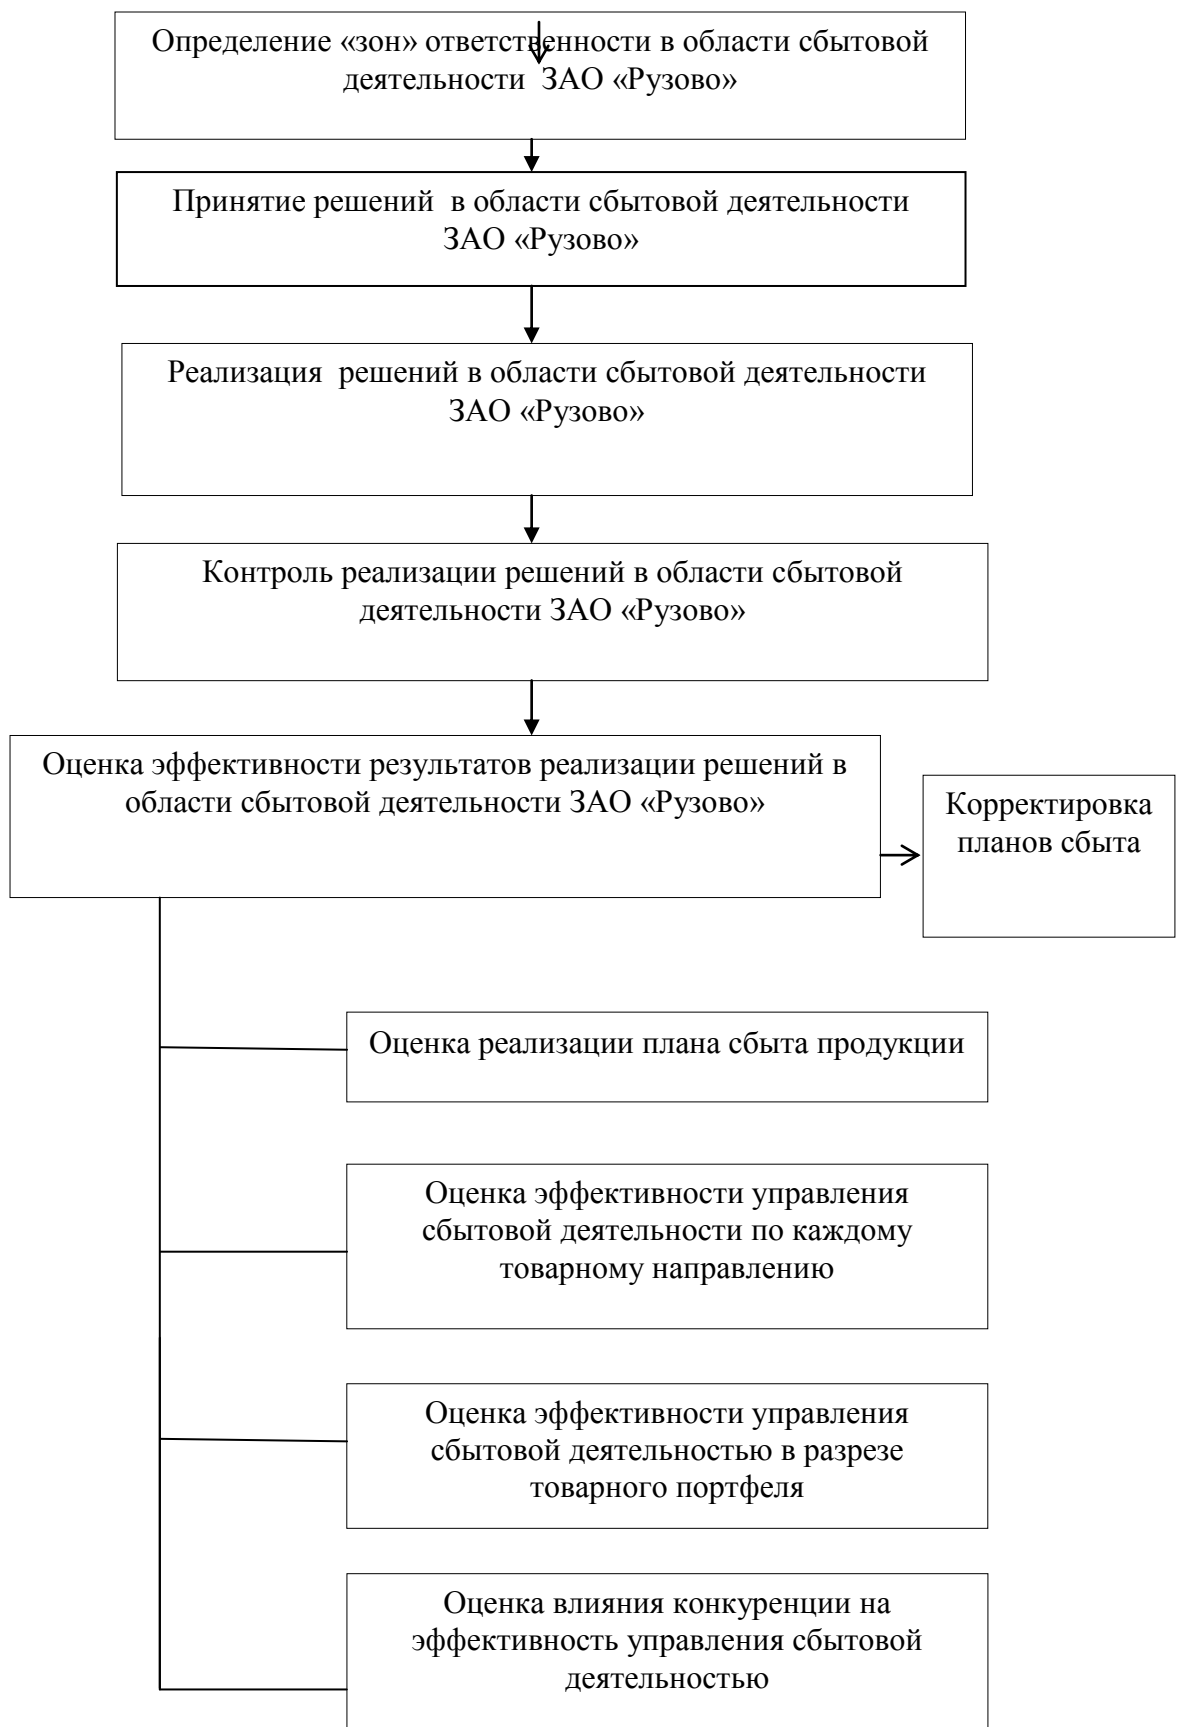 Определение «зон» ответственности в области сбытовой
деятельности ЗАО «Рузово»
Принятие решений в области сбытовой деятельности
ЗАО «Рузово»
Реализация решений в области сбытовой деятельности
ЗАО «Рузово»
Контроль реализации решений в области сбытовой
деятельности ЗАО «Рузово»
Оценка эффективности результатов реализации решений в
области сбытовой деятельности ЗАО «Рузово»
Корректировка
планов сбыта
Оценка реализации плана сбыта продукции
Оценка эффективности управления
сбытовой деятельности по каждому
товарному направлению
Оценка эффективности управления
сбытовой деятельностью в разрезе
товарного портфеля
Оценка влияния конкуренции на
эффективность управления сбытовой
деятельностью